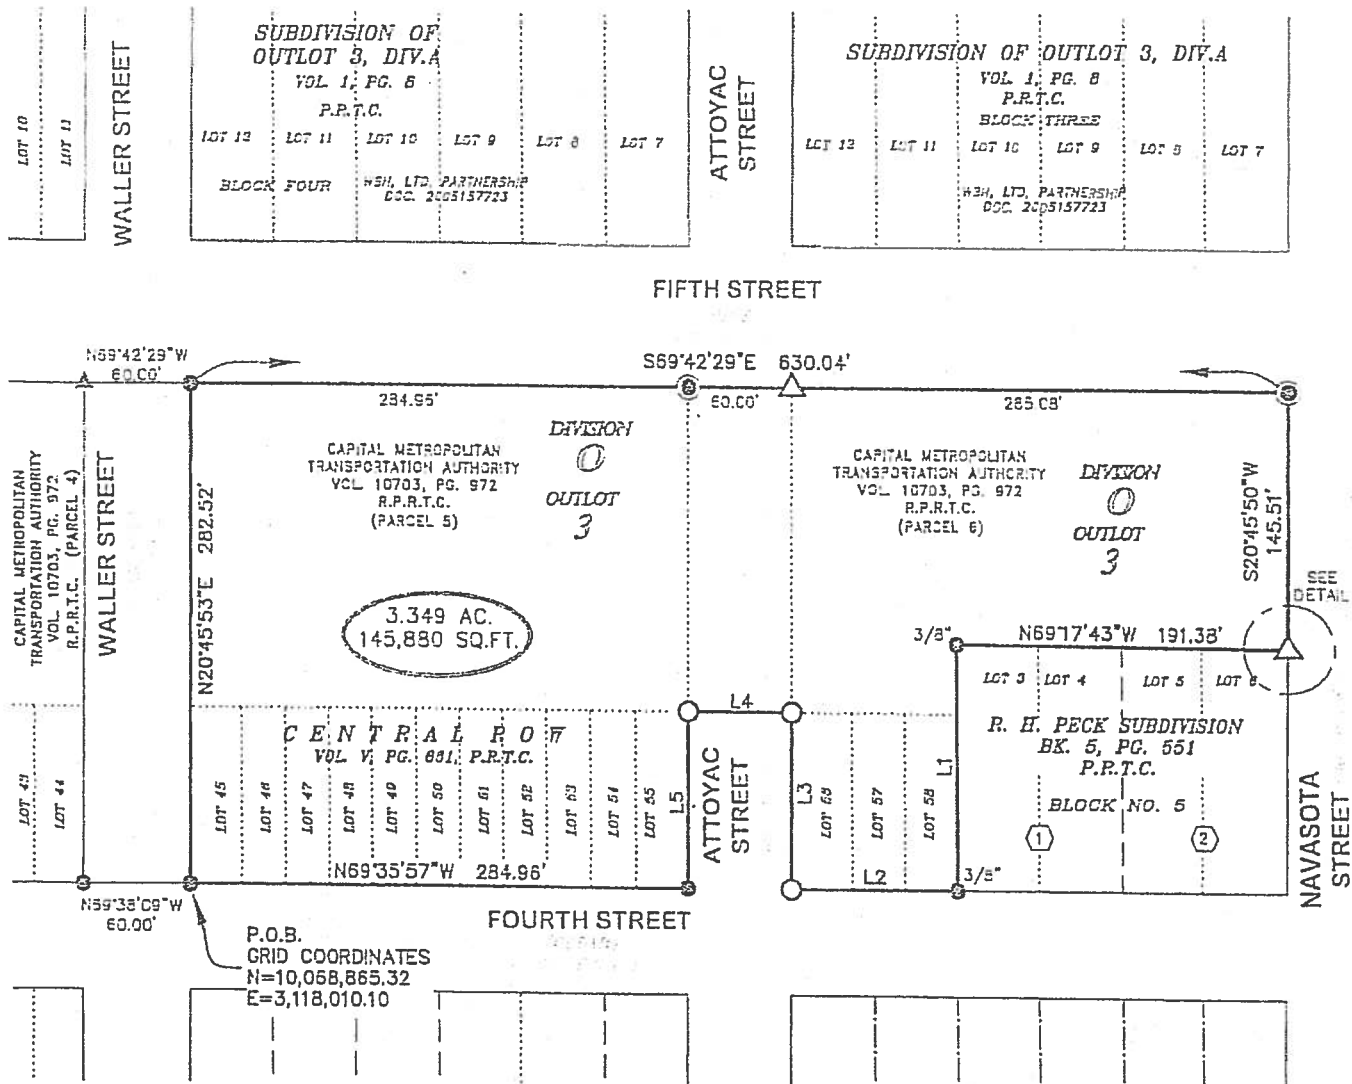 SUBDIVISION OF
OUTLOT 3, DIV.A
VOL. 1, PG. 8
P.R.T.C.
LOT 10
LOT 11
WALLER STREET
LOT 12
LOT 11
LOT 10
LOT 9
LOT 8
LOT 7
BLOCK FOUR
WSH, LTD. PARTNERSHIP
DOC. 2005157723
ATTOYAC
STREET
SUBDIVISION OF OUTLOT 3, DIV.A
VOL. 1, PG. 8
P.R.T.C.
BLOCK THREE
LOT 12
LOT 11
LOT 10
LOT 9
LOT 8
LOT 7
WSH, LTD. PARTNERSHIP
DOC. 2005157723
FIFTH STREET
N69°42'29"W
60.00'
S69°42'29"E 630.04'
284.95'
60.00'
285.08'
CAPITAL METROPOLITAN
TRANSPORTATION AUTHORITY
VOL. 10703, PG. 972
R.P.R.T.C. (PARCEL 4)
WALLER STREET
N20°45'53"E 282.52'
CAPITAL METROPOLITAN
TRANSPORTATION AUTHORITY
VOL. 10703, PG. 972
R.P.R.T.C.
(PARCEL 5)
DIVISION
O
OUTLOT
3
CAPITAL METROPOLITAN
TRANSPORTATION AUTHORITY
VOL. 10703, PG. 972
R.P.R.T.C.
(PARCEL 6)
DIVISION
O
OUTLOT
3
S20°45'50"W
145.51'
SEE
DETAIL
3.349 AC.
145,880 SQ.FT.
3/8"
N69°17'43"W 191.38'
LOT 3
LOT 4
LOT 5
LOT 6
L4
CENTRAL ROW
VOL. V, PG. 661, P.R.T.C.
R. H. PECK SUBDIVISION
BK. 5, PG. 551
P.R.T.C.
BLOCK NO. 5
LOT 43
LOT 44
LOT 45
LOT 46
LOT 47
LOT 48
LOT 49
LOT 50
LOT 51
LOT 52
LOT 53
LOT 54
LOT 55
L5
ATTOYAC
STREET
L3
LOT 56
LOT 57
LOT 58
L1
1
2
NAVASOTA
STREET
N69°35'57"W 284.96'
L2
3/8"
N69°38'09"W
60.00'
FOURTH STREET
P.O.B.
GRID COORDINATES
N=10,068,865.32
E=3,118,010.10